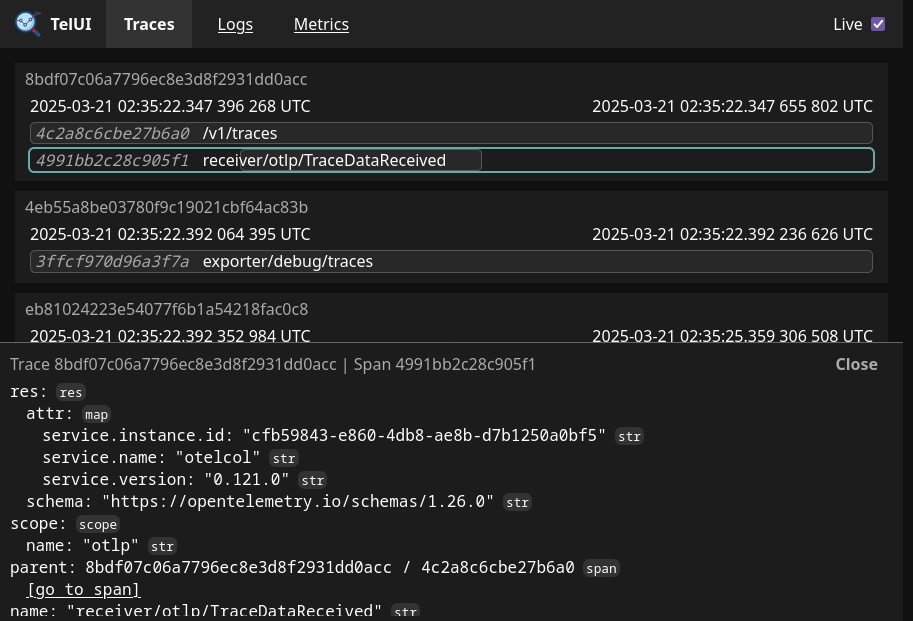 TelUI Traces Logs Metrics Live
8bdf07c06a7796ec8e3d8f2931dd0acc
2025-03-21 02:35:22.347 396 268 UTC 2025-03-21 02:35:22.347 655 802 UTC
4c2a8c6cbe27b6a0 /v1/traces
4991bb2c28c905f1 receiver/otlp/TraceDataReceived
4eb55a8be03780f9c19021cbf64ac83b
2025-03-21 02:35:22.392 064 395 UTC 2025-03-21 02:35:22.392 236 626 UTC
3ffcf970d96a3f7a exporter/debug/traces
eb81024223e54077f6b1a54218fac0c8
2025-03-21 02:35:22.392 352 984 UTC 2025-03-21 02:35:25.359 306 508 UTC
Trace 8bdf07c06a7796ec8e3d8f2931dd0acc | Span 4991bb2c28c905f1 Close
res: res
attr: map
service.instance.id: "cfb59843-e860-4db8-ae8b-d7b1250a0bf5" str
service.name: "otelcol" str
service.version: "0.121.0" str
schema: "https://opentelemetry.io/schemas/1.26.0" str
scope: scope
name: "otlp" str
parent: 8bdf07c06a7796ec8e3d8f2931dd0acc / 4c2a8c6cbe27b6a0 span
[go to span]
name: "receiver/otlp/TraceDataReceived" str